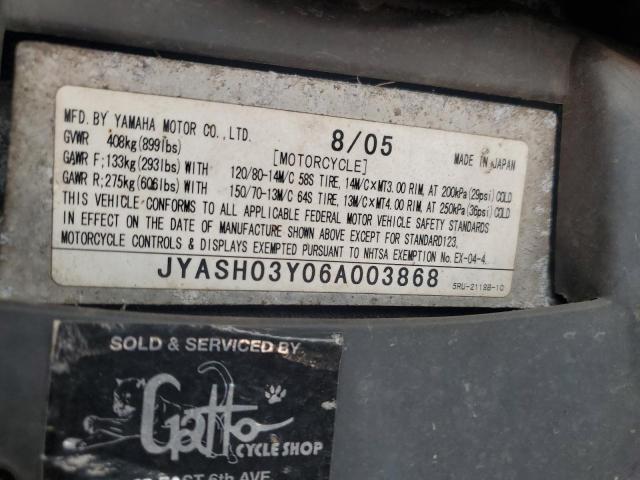 MFD. BY YAMAHA MOTOR CO., LTD. 8/05 MADE IN JAPAN
GVWR 408kg(899lbs) [MOTORCYCLE]
GAWR F; 133kg(293lbs) WITH 120/80-14M/C 58S TIRE, 14M/C×MT3.00 RIM, AT 200kPa(29psi)COLD
GAWR R; 275kg(606lbs) WITH 150/70-13M/C 64S TIRE, 13M/C×MT4.00 RIM, AT 250kPa(36psi)COLD
THIS VEHICLE CONFORMS TO ALL APPLICABLE FEDERAL MOTOR VEHICLE SAFETY STANDARDS
IN EFFECT ON THE DATE OF MANUFACTURE SHOWN ABOVE EXCEPT FOR STANDARD123,
MOTORCYCLE CONTROLS & DISPLAYS EXEMPTED PURSUANT TO NHTSA EXEMPTION No. EX-04-4.
JYASH03Y06A003868
5RU-2119B-10
SOLD & SERVICED BY
Gatto
CYCLE SHOP
EAST 6th AVE